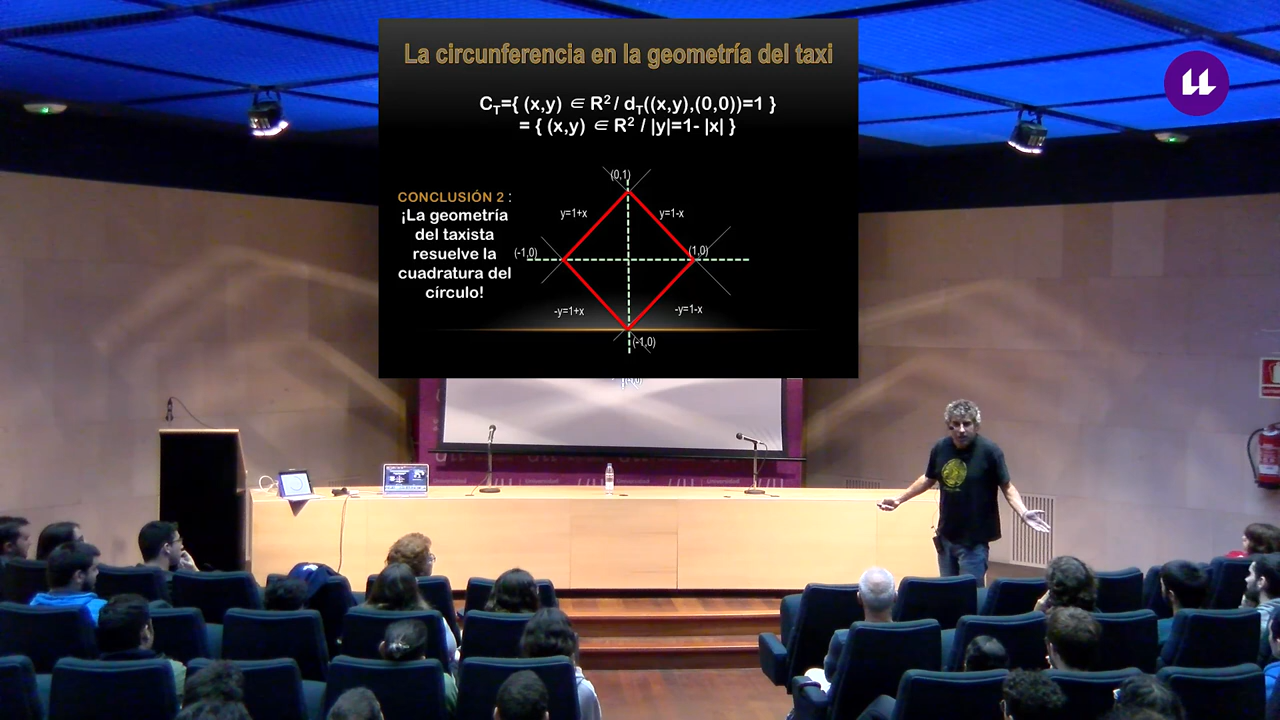 La circunferencia en la geometría del taxi
C_T={ (x,y) ∈ R² / d_T((x,y),(0,0))=1 }
= { (x,y) ∈ R² / |y|=1- |x| }
(0,1)
CONCLUSIÓN 2 :
¡La geometría
del taxista
resuelve la
cuadratura del
círculo!
y=1+x
y=1-x
(-1,0)
(1,0)
-y=1+x
-y=1-x
(-1,0)